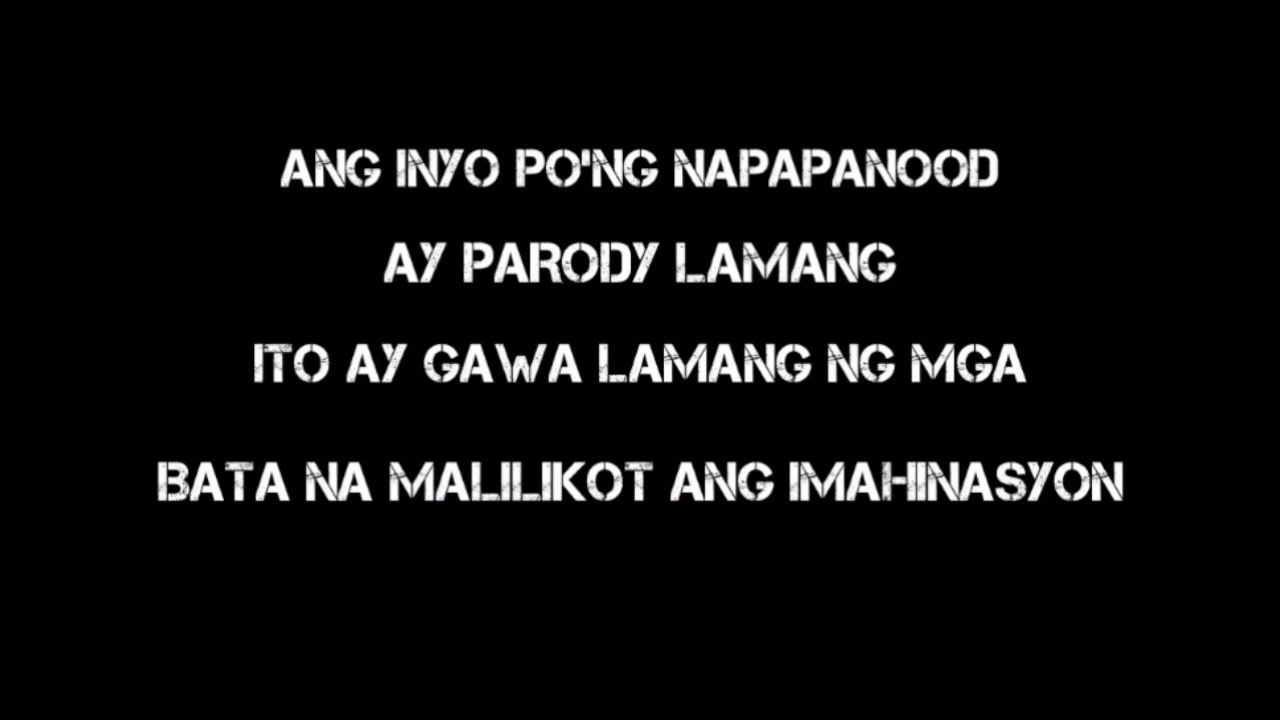 ANG INYO PO'NG NAPAPANOOD
AY PARODY LAMANG
ITO AY GAWA LAMANG NG MGA
BATA NA MALILIKOT ANG IMAHINASYON